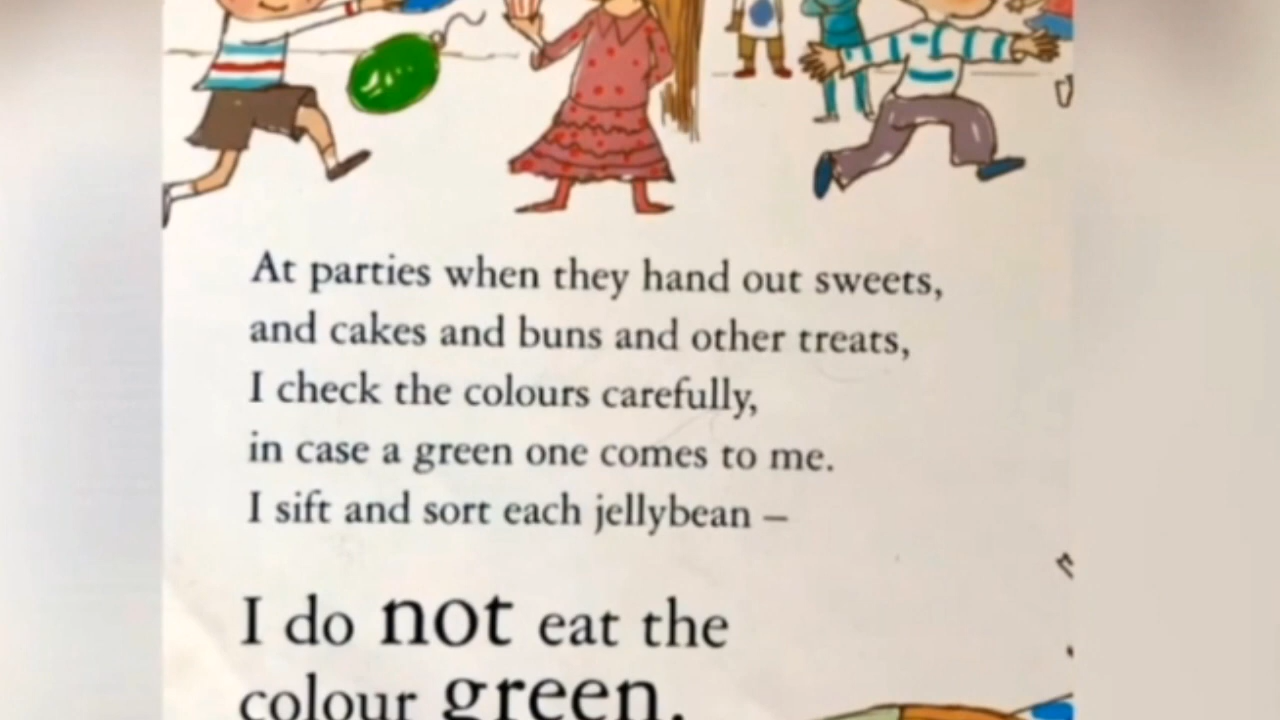 At parties when they hand out sweets,
and cakes and buns and other treats,
I check the colours carefully,
in case a green one comes to me.
I sift and sort each jellybean –
I do not eat the
colour green.